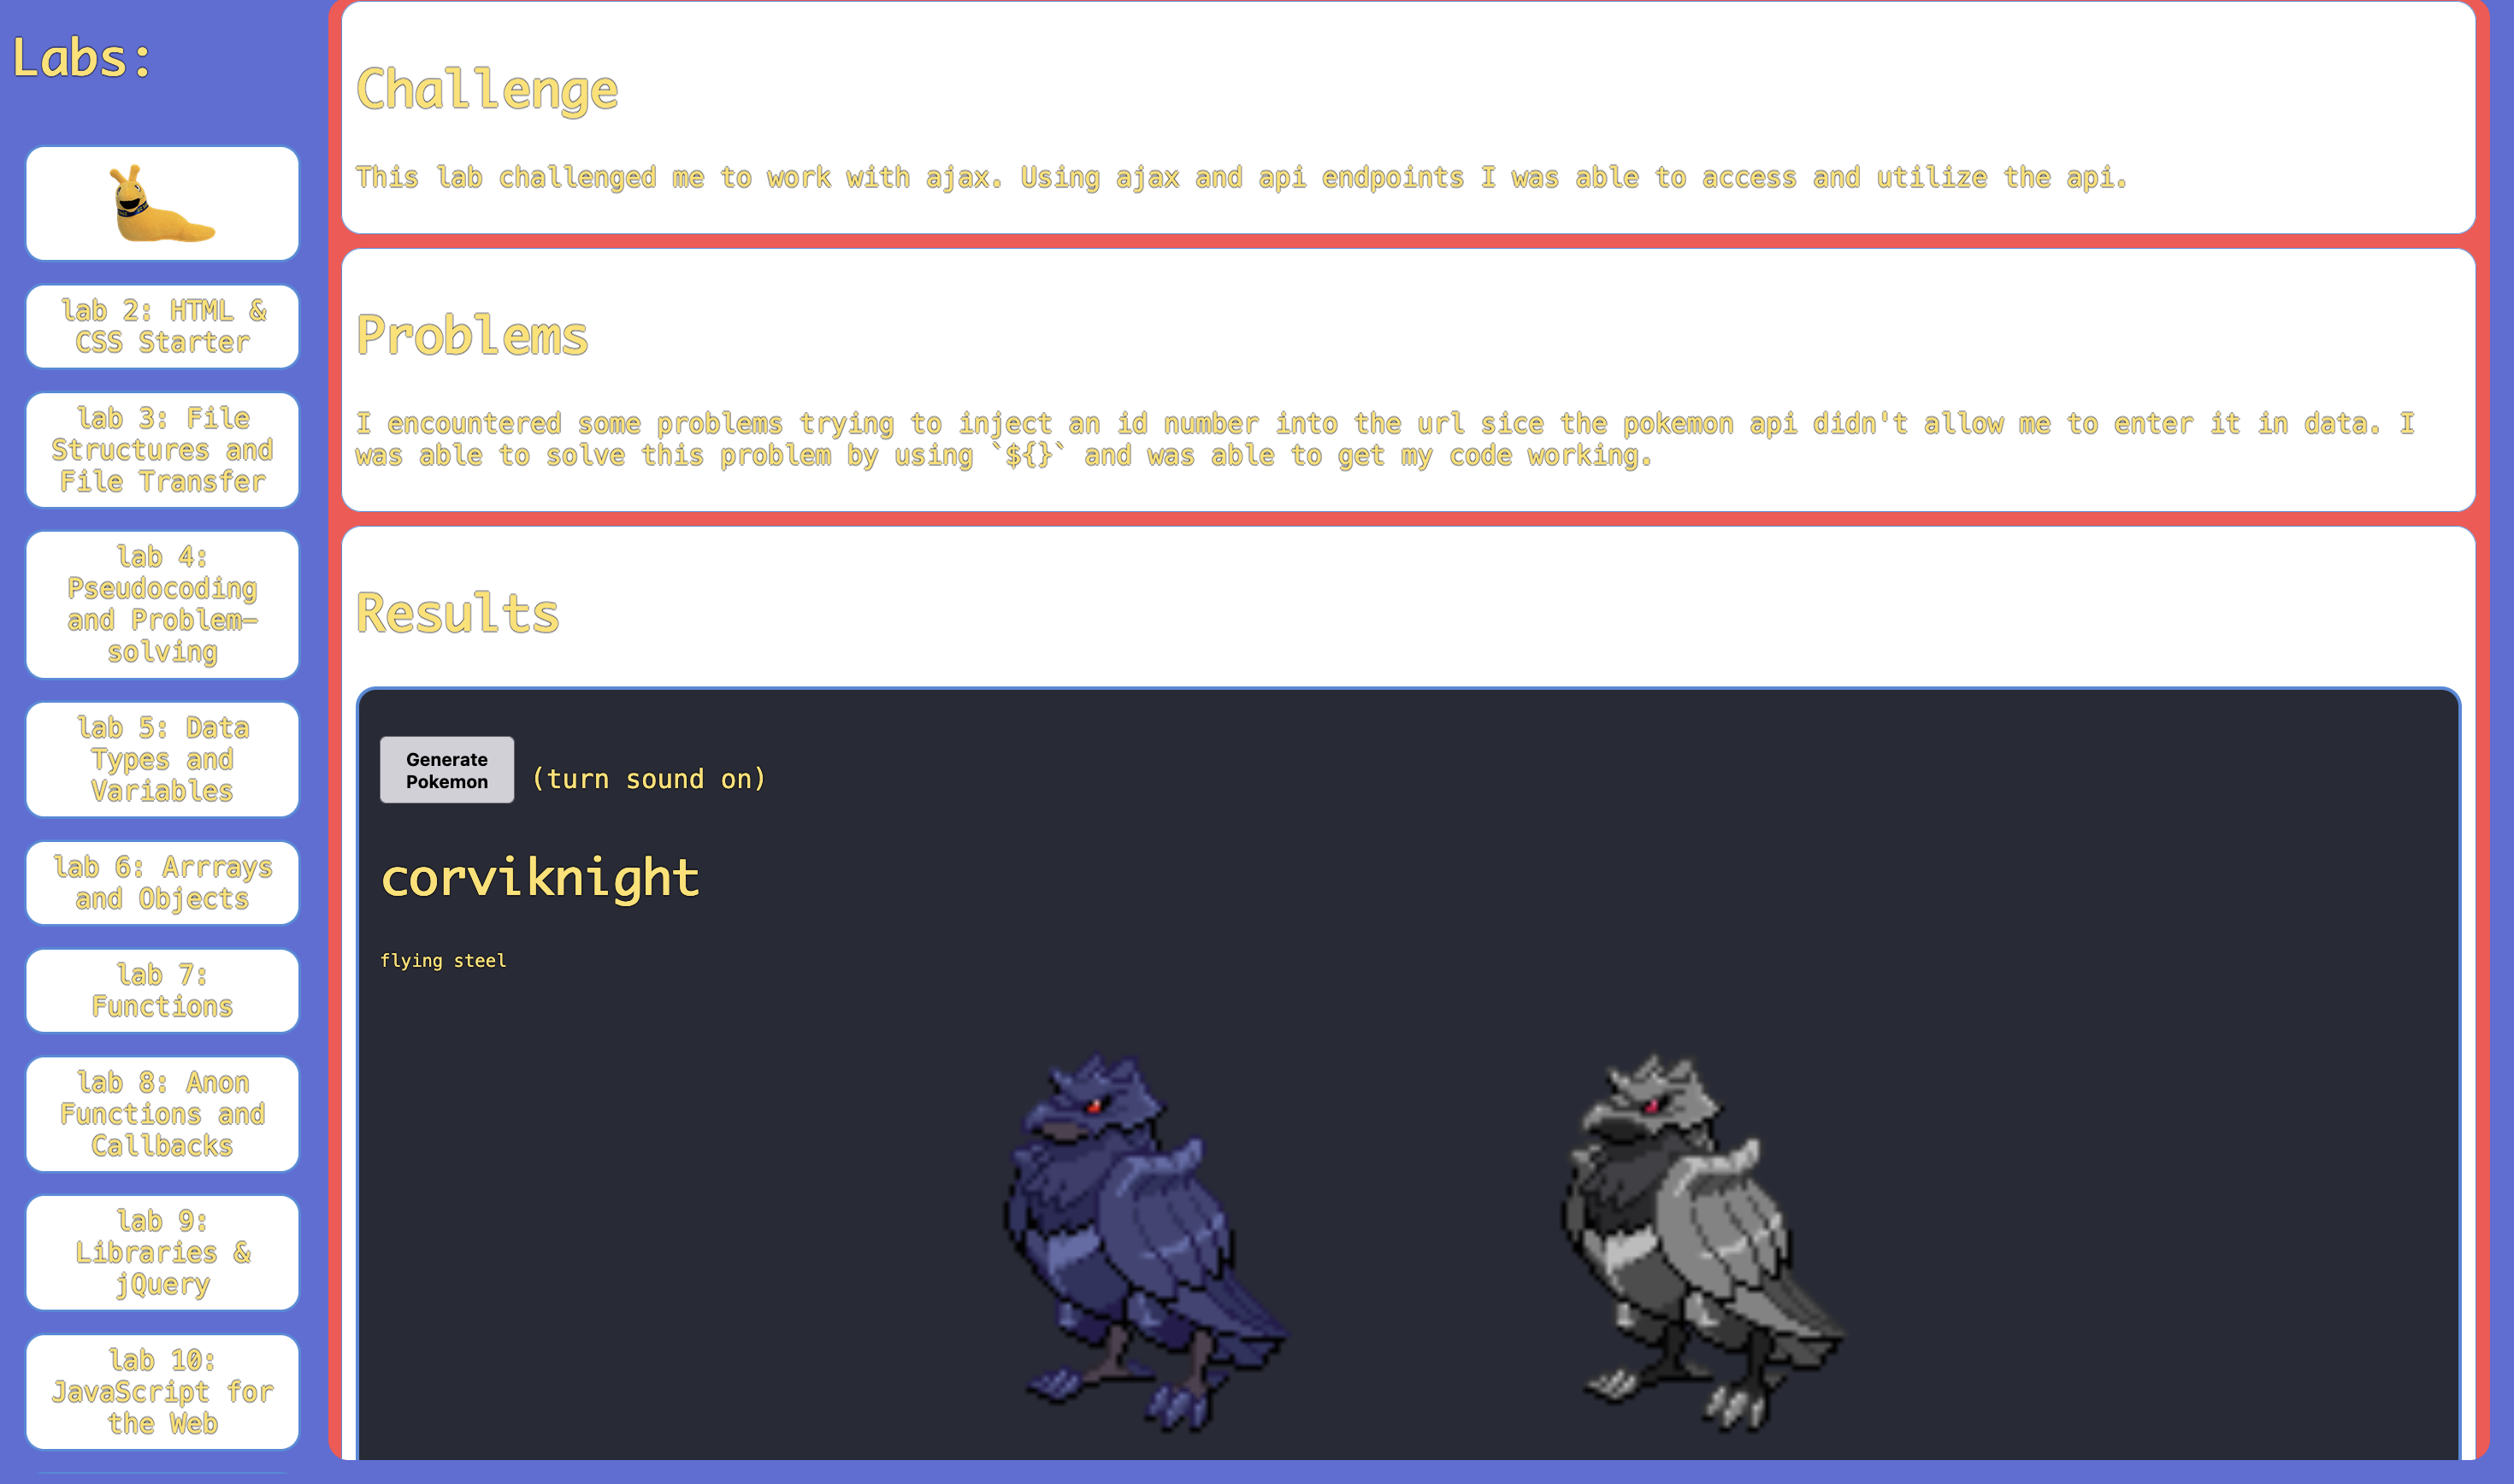 Labs:
lab 2: HTML &
CSS Starter
lab 3: File
Structures and
File Transfer
lab 4:
Pseudocoding
and Problem-
solving
lab 5: Data
Types and
Variables
lab 6: Arrrays
and Objects
lab 7:
Functions
lab 8: Anon
Functions and
Callbacks
lab 9:
Libraries &
jQuery
lab 10:
JavaScript for
the Web
Challenge
This lab challenged me to work with ajax. Using ajax and api endpoints I was able to access and utilize the api.
Problems
I encountered some problems trying to inject an id number into the url sice the pokemon api didn't allow me to enter it in data. I
was able to solve this problem by using `${}` and was able to get my code working.
Results
Generate
Pokemon
(turn sound on)
corviknight
flying steel